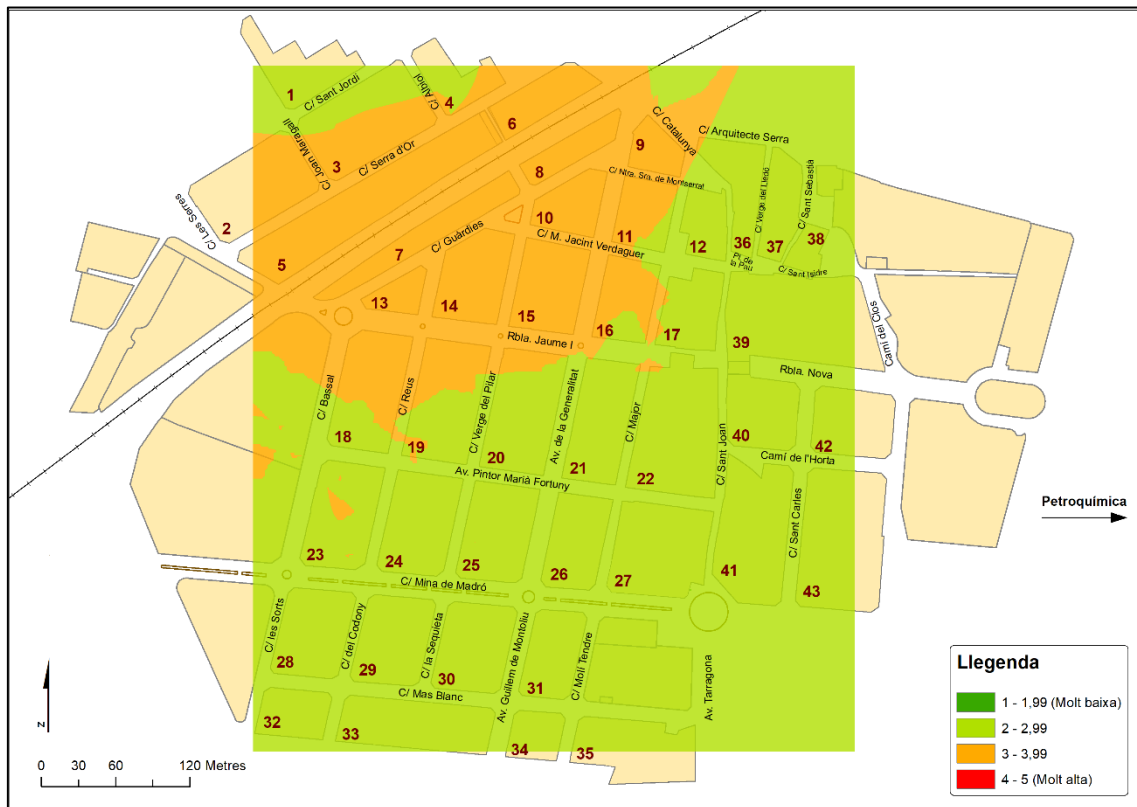 1
C/ Sant Jordi
C/ Albiol
4
C/ Joan Maragall
3
C/ Serra d'Or
6
2
C/ Les Serres
5
8
C/ Guàrdies
7
9
C/ Catalunya
C/ Arquitecte Serra
C/ Ntra. Sra. de Montserrat
10
C/ M. Jacint Verdaguer
11
12
36
C/ Verge del Lledó
37
C/ Sant Sebastià
38
Pl. de
la Pau
C/ Sant Isidre
13
14
15
Rbla. Jaume I
16
17
39
Rbla. Nova
Camí del Clos
C/ Bassal
C/ Reus
C/ Verge del Pilar
Av. de la Generalitat
C/ Major
C/ Sant Joan
18
19
20
21
22
Av. Pintor Marià Fortuny
40
42
Camí de l'Horta
C/ Sant Carles
Petroquímica
23
24
25
26
27
41
43
C/ Mina de Madró
C/ les Sorts
C/ del Codony
C/ la Sequieta
Av. Guillem de Montoliu
C/ Molí Tendre
Av. Tarragona
28
29
30
31
C/ Mas Blanc
32
33
34
35
N
0 30 60 120 Metres
Llegenda
1 - 1,99 (Molt baixa)
2 - 2,99
3 - 3,99
4 - 5 (Molt alta)